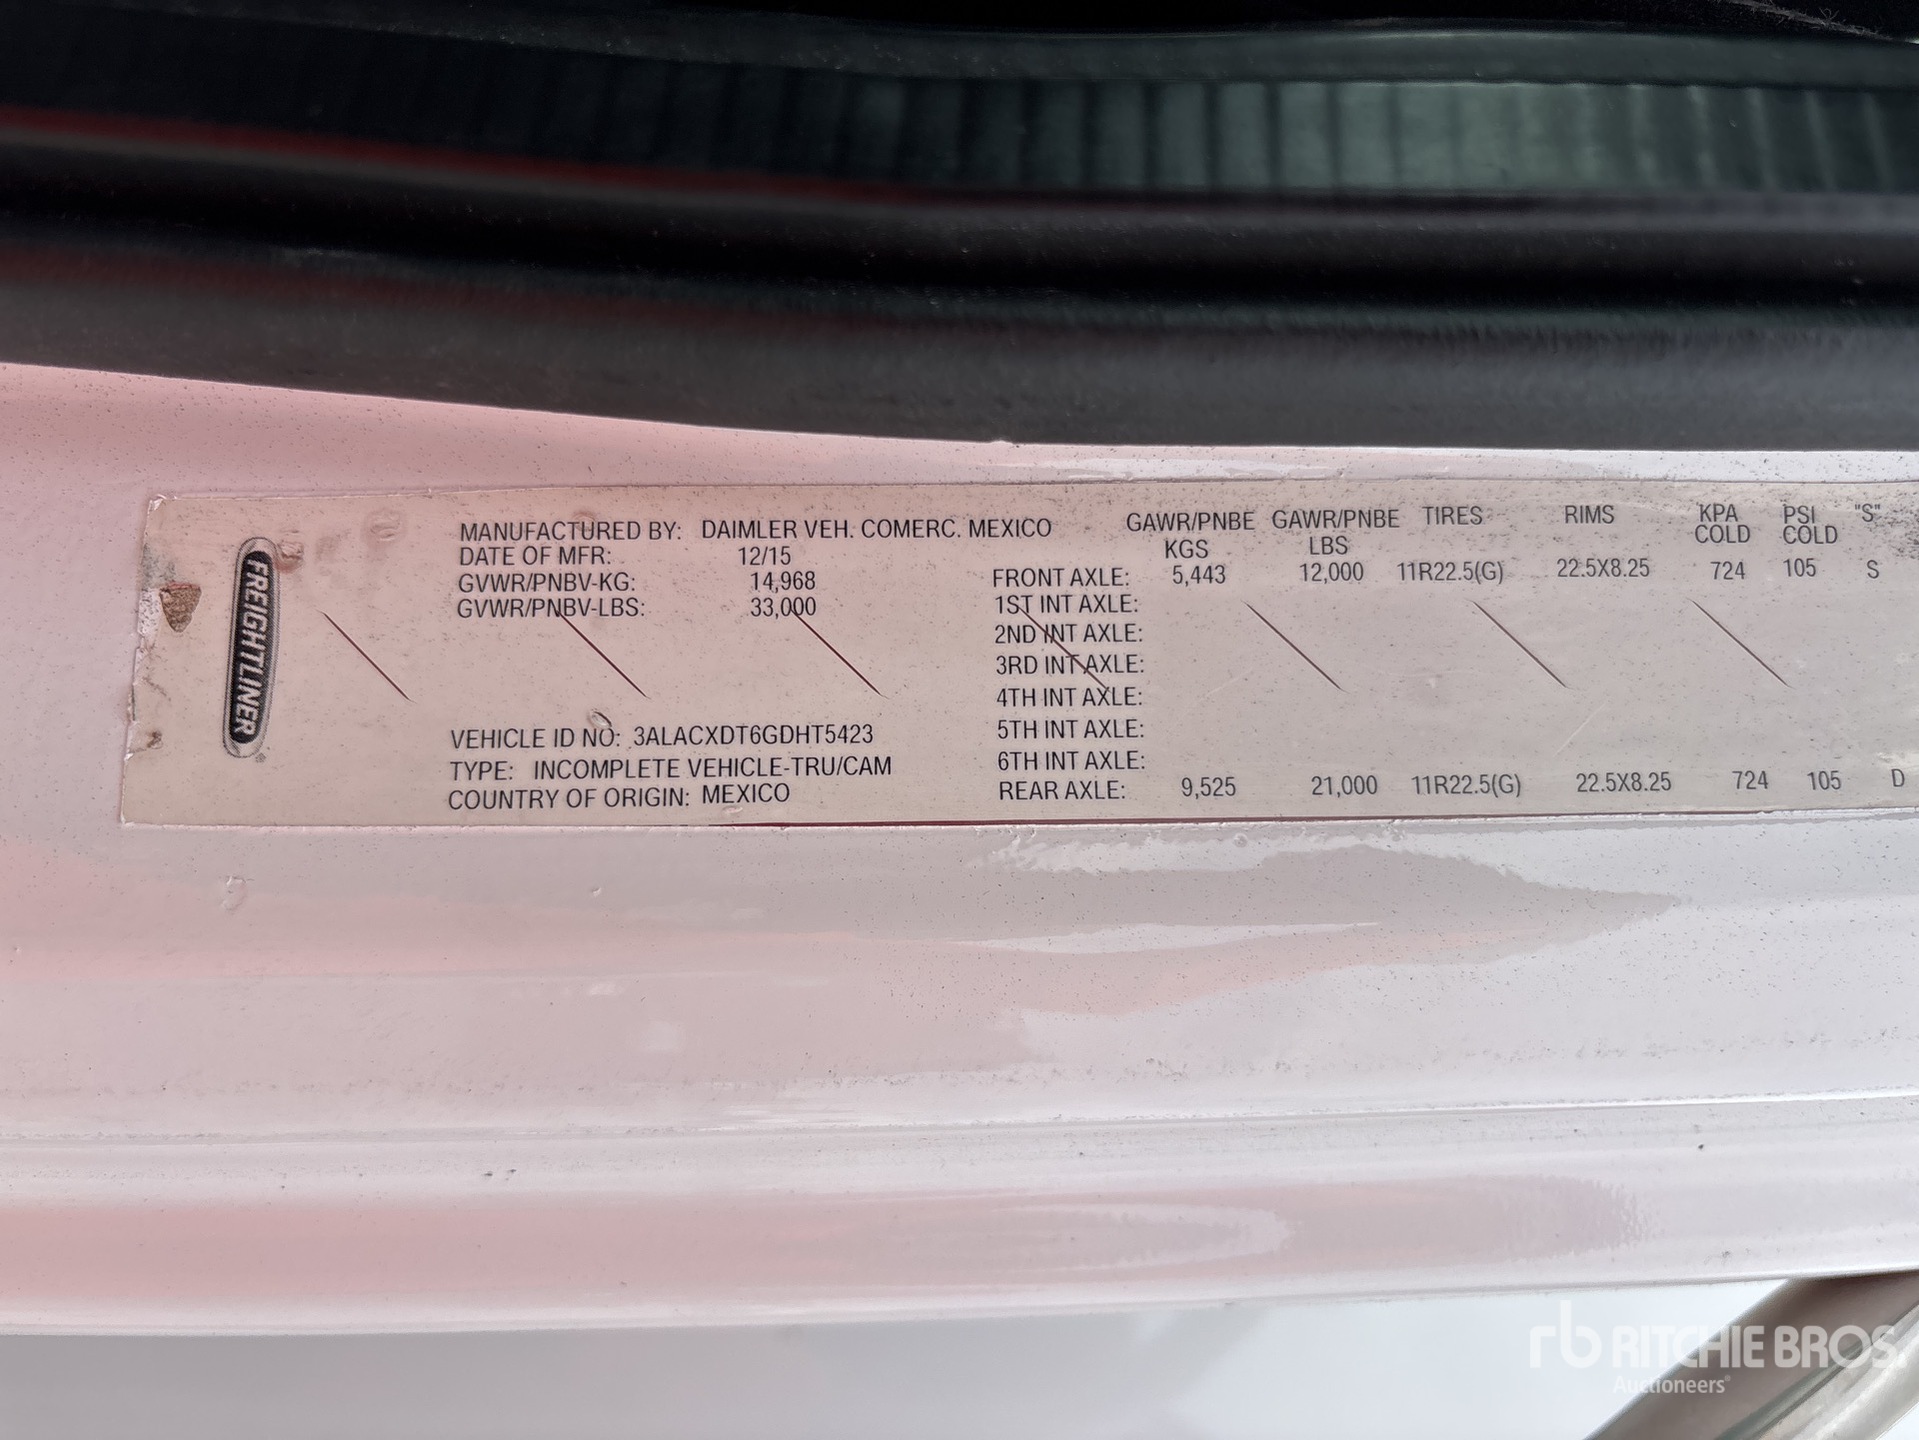 FREIGHTLINER®
MANUFACTURED BY: DAIMLER VEH. COMERC. MEXICO
DATE OF MFR: 12/15
GVWR/PNBV-KG: 14,968
GVWR/PNBV-LBS: 33,000
VEHICLE ID NO: 3ALACXDT6GDHT5423
TYPE: INCOMPLETE VEHICLE-TRU/CAM
COUNTRY OF ORIGIN: MEXICO
GAWR/PNBE GAWR/PNBE TIRES RIMS KPA PSI "S"
KGS LBS COLD COLD
FRONT AXLE: 5,443 12,000 11R22.5(G) 22.5X8.25 724 105 S
1ST INT AXLE:
2ND INT AXLE:
3RD INT AXLE:
4TH INT AXLE:
5TH INT AXLE:
6TH INT AXLE:
REAR AXLE: 9,525 21,000 11R22.5(G) 22.5X8.25 724 105 D
rb RITCHIE BROS.
Auctioneers®